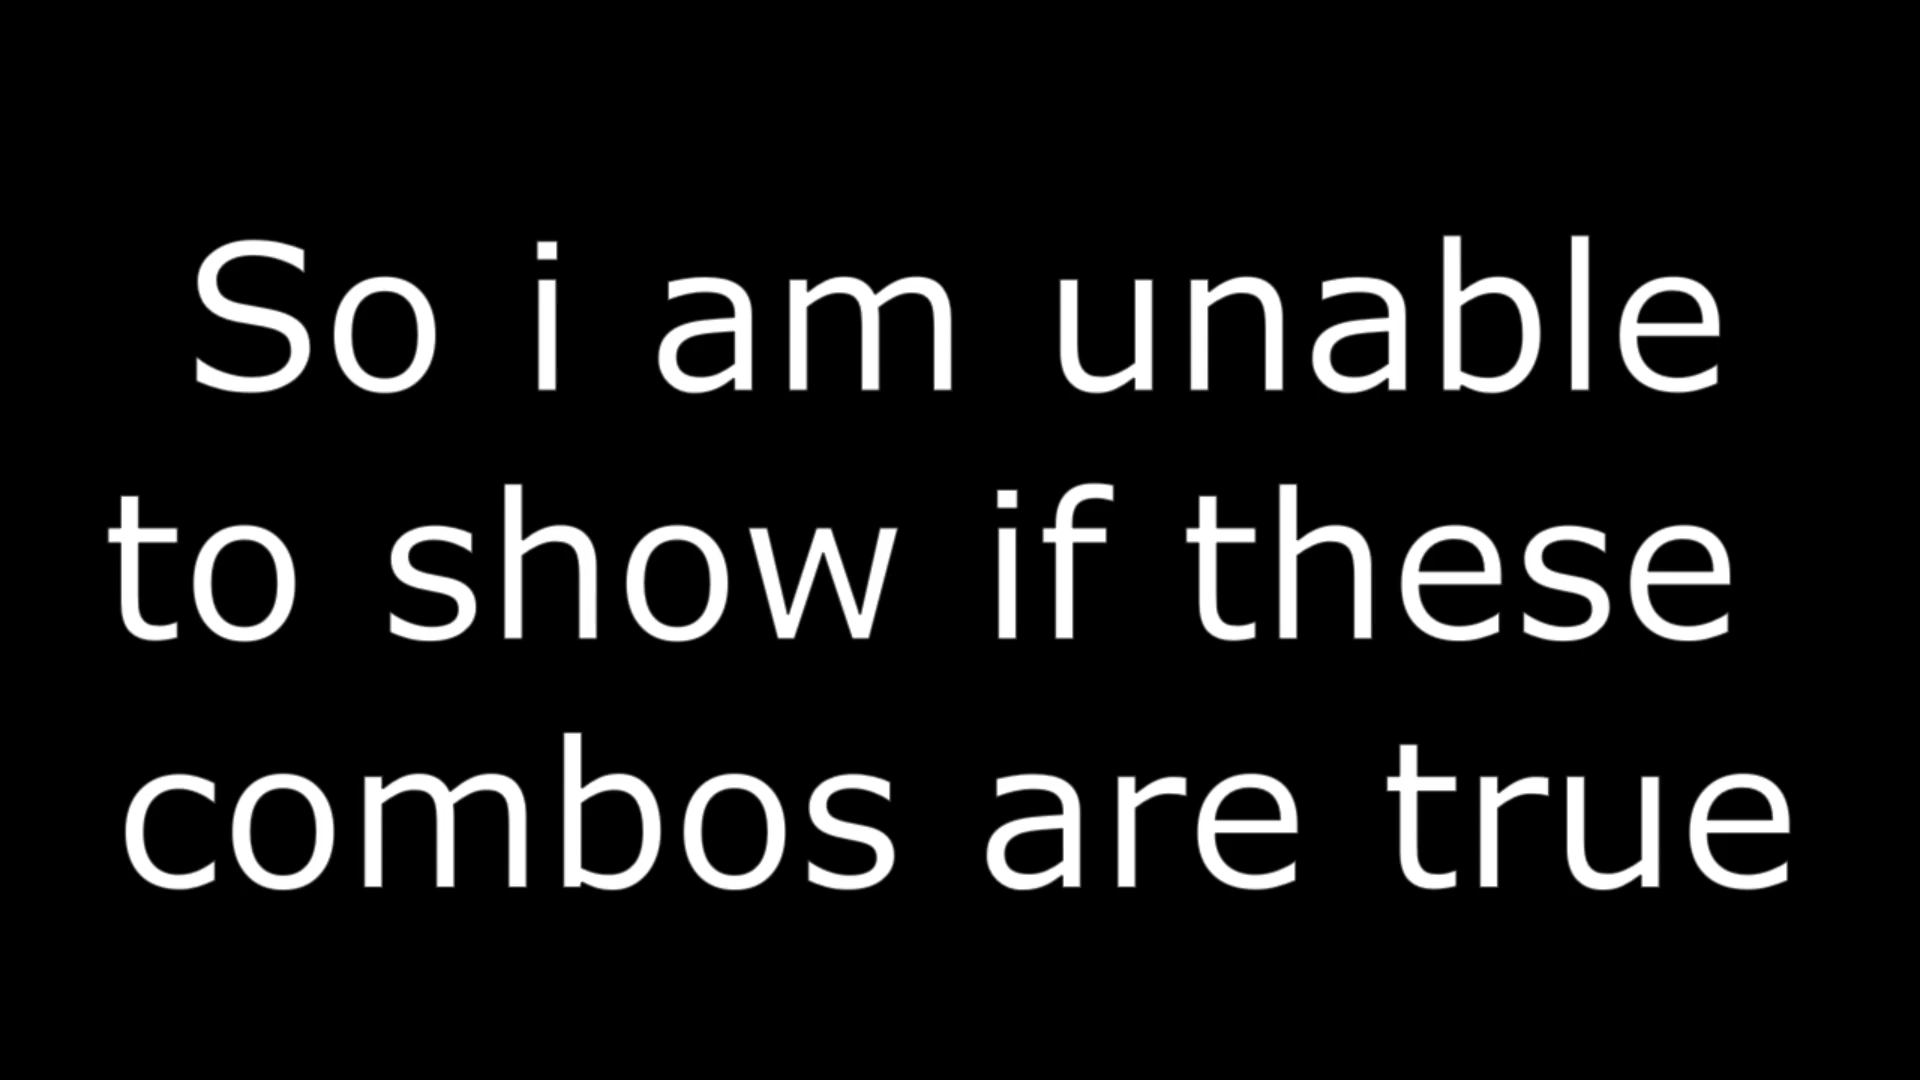 So i am unable
to show if these
combos are true